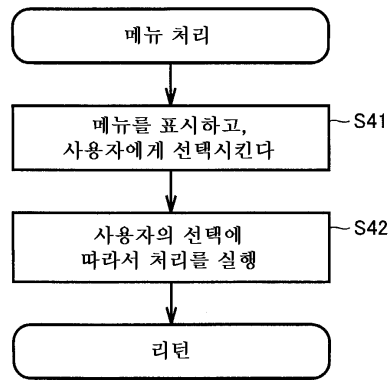 메뉴 처리
메뉴를 표시하고,
사용자에게 선택시킨다
S41
사용자의 선택에
따라서 처리를 실행
S42
리턴